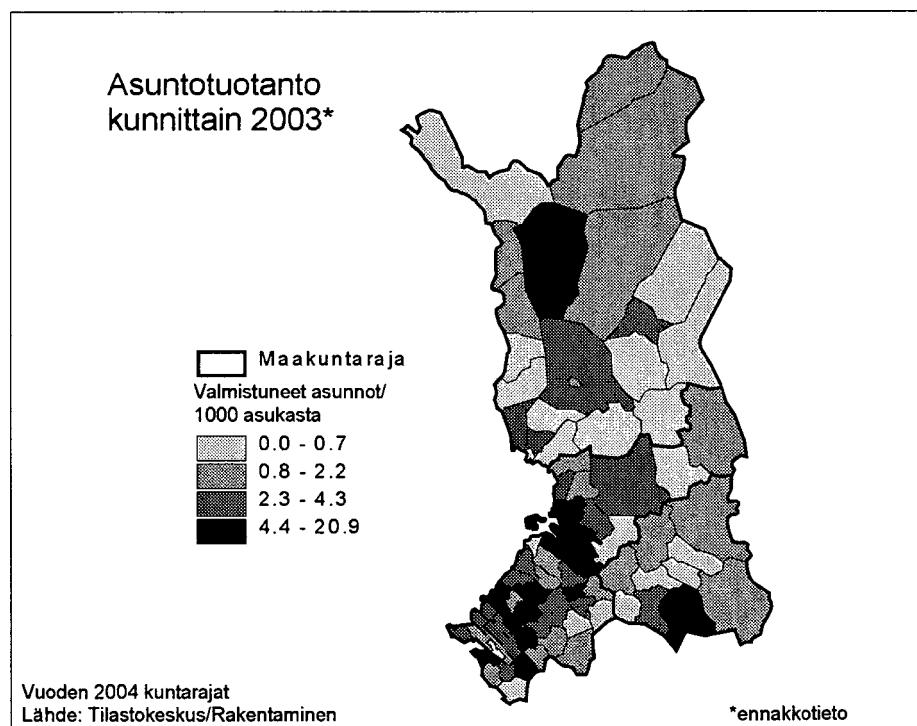 Asuntotuotanto
kunnittain 2003*
Maakuntaraja
Valmistuneet asunnot/
1000 asukasta
0.0 - 0.7
0.8 - 2.2
2.3 - 4.3
4.4 - 20.9
Vuoden 2004 kuntarajat
Lähde: Tilastokeskus/Rakentaminen
*ennakkotieto